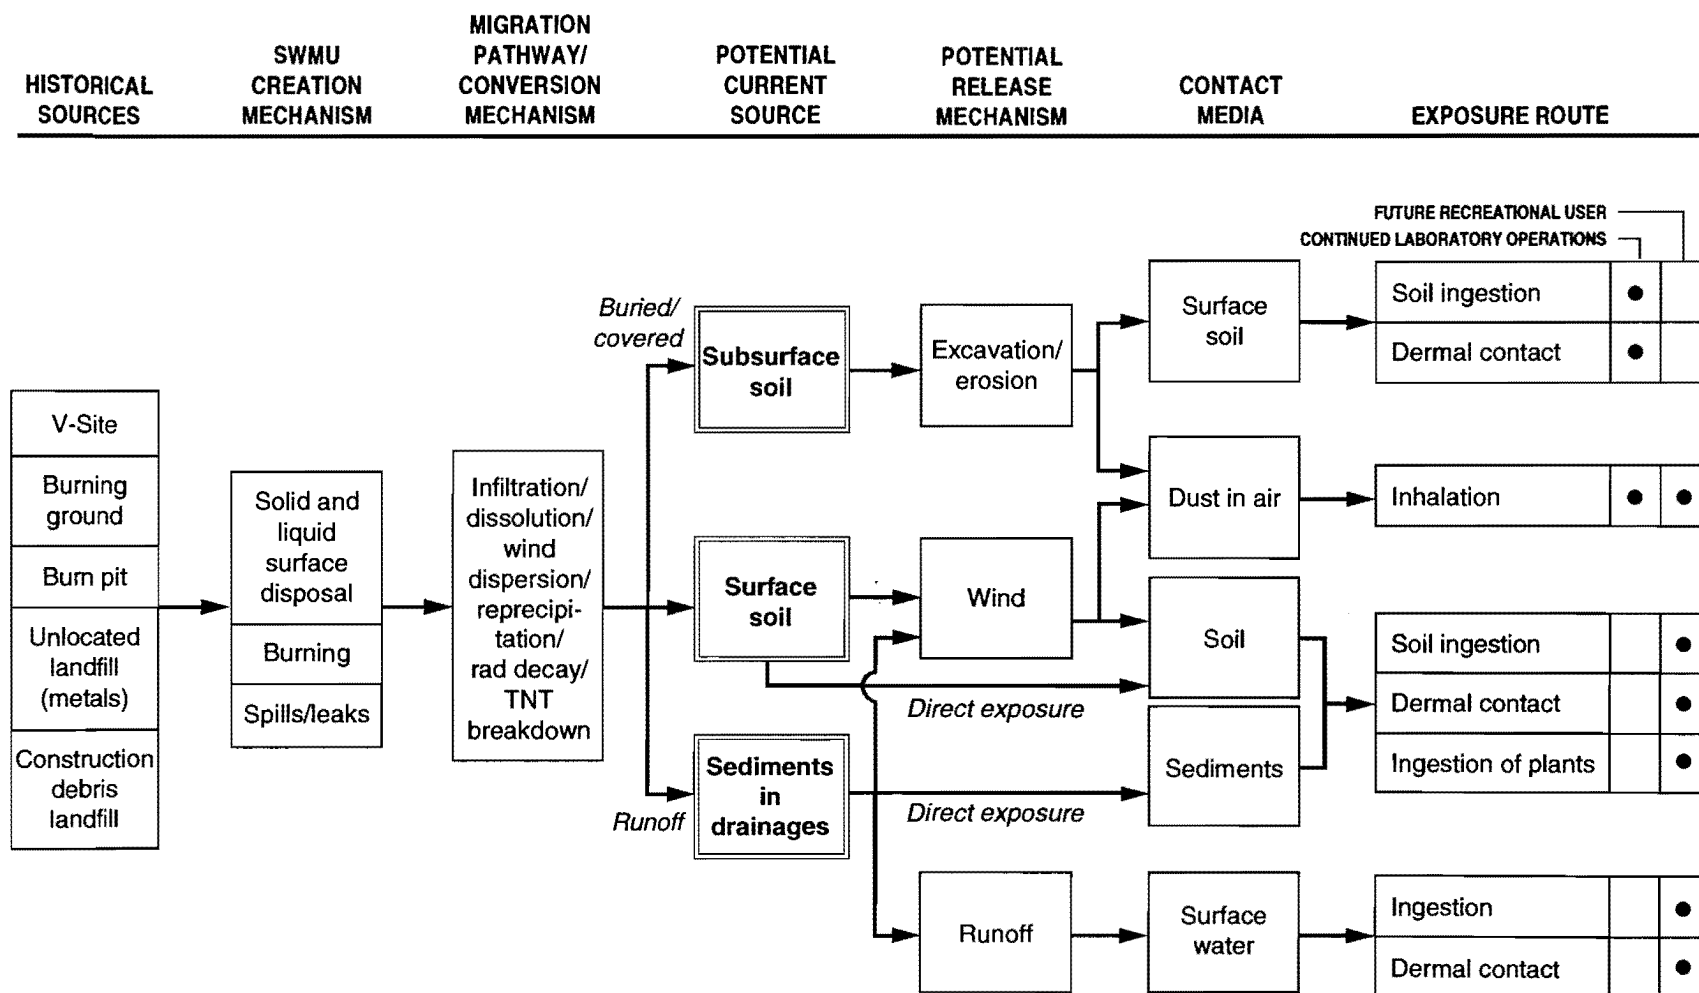 HISTORICAL
SOURCES
SWMU
CREATION
MECHANISM
MIGRATION
PATHWAY/
CONVERSION
MECHANISM
POTENTIAL
CURRENT
SOURCE
POTENTIAL
RELEASE
MECHANISM
CONTACT
MEDIA
EXPOSURE ROUTE
FUTURE RECREATIONAL USER
CONTINUED LABORATORY OPERATIONS
V-Site
Burning
ground
Burn pit
Unlocated
landfill
(metals)
Construction
debris
landfill
Solid and
liquid
surface
disposal
Burning
Spills/leaks
Infiltration/
dissolution/
wind
dispersion/
reprecipi-
tation/
rad decay/
TNT
breakdown
Buried/
covered
Runoff
Subsurface
soil
Surface
soil
Sediments
in
drainages
Excavation/
erosion
Wind
Direct exposure
Direct exposure
Runoff
Surface
soil
Dust in air
Soil
Sediments
Surface
water
Soil ingestion
Dermal contact
Inhalation
Soil ingestion
Dermal contact
Ingestion of plants
Ingestion
Dermal contact